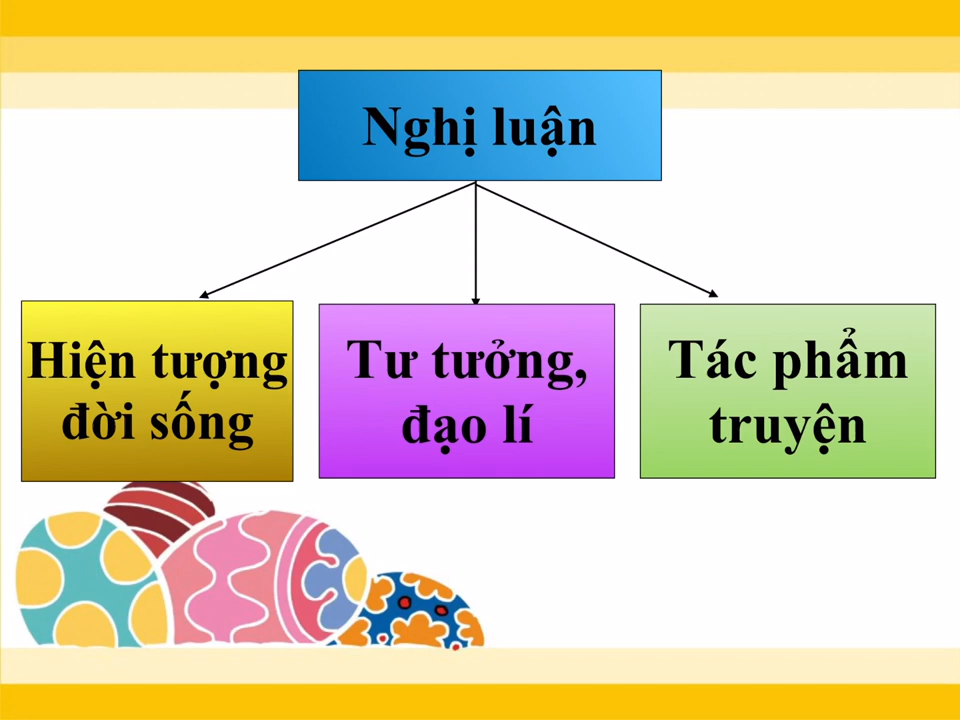 Nghị luận
Hiện tượng
đời sống
Tư tưởng,
đạo lí
Tác phẩm
truyện